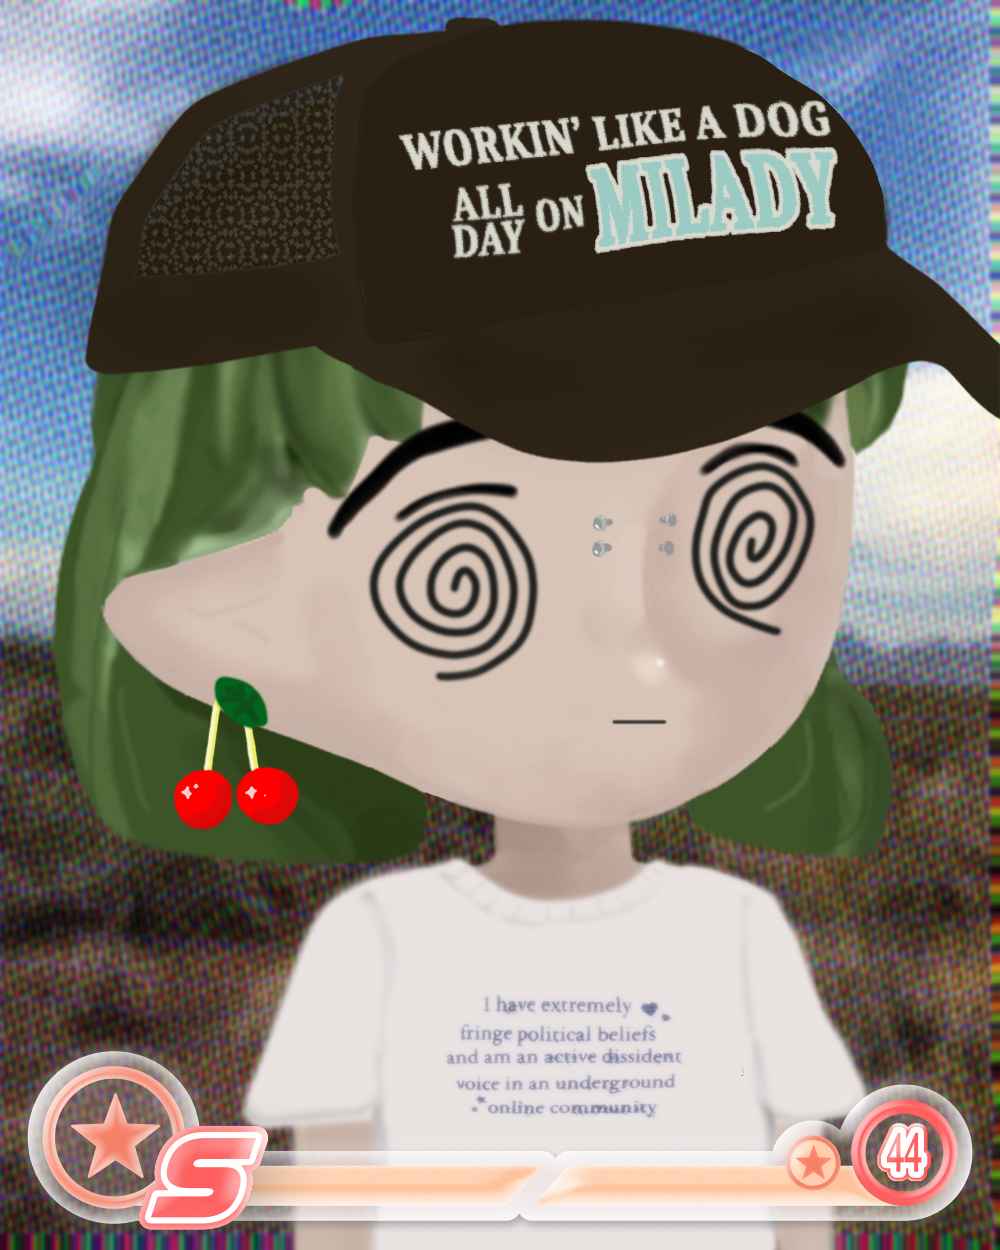 WORKIN' LIKE A DOG
ALL DAY ON MILADY
I have extremely
fringe political beliefs
and am an active dissident
voice in an underground
online community
S
44